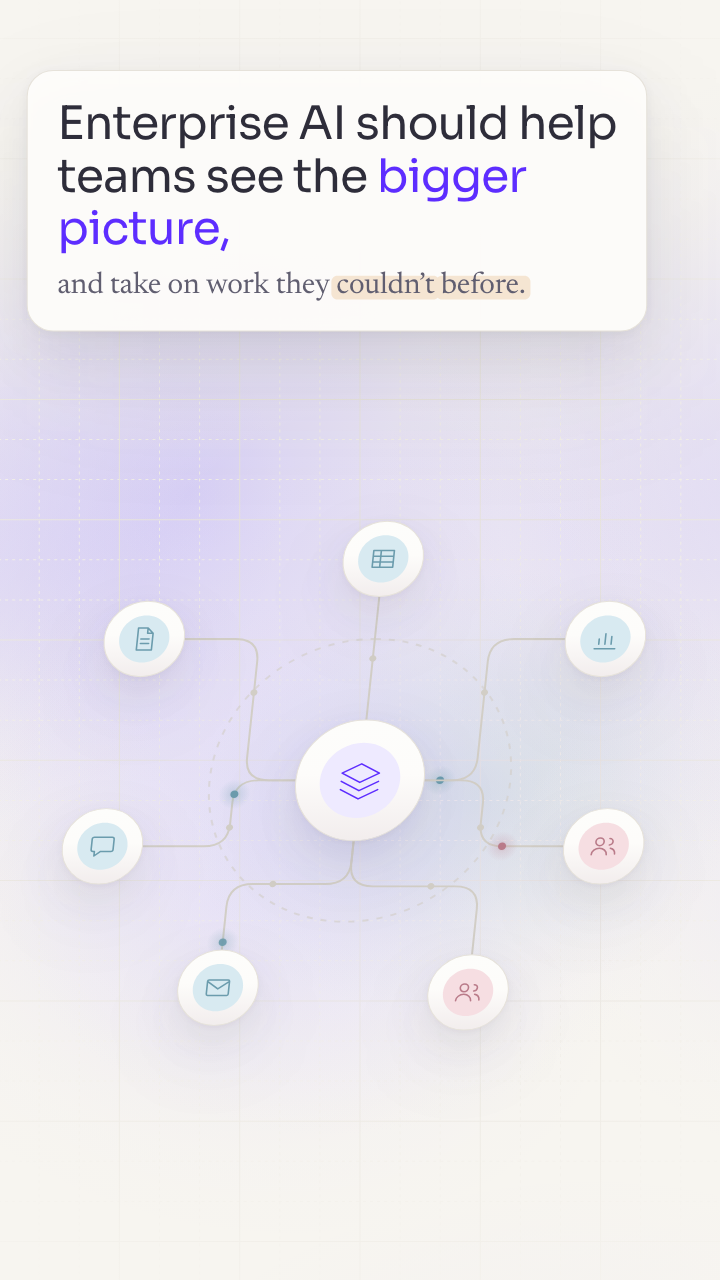 Enterprise AI should help
teams see the bigger
picture,
and take on work they couldn’t before.